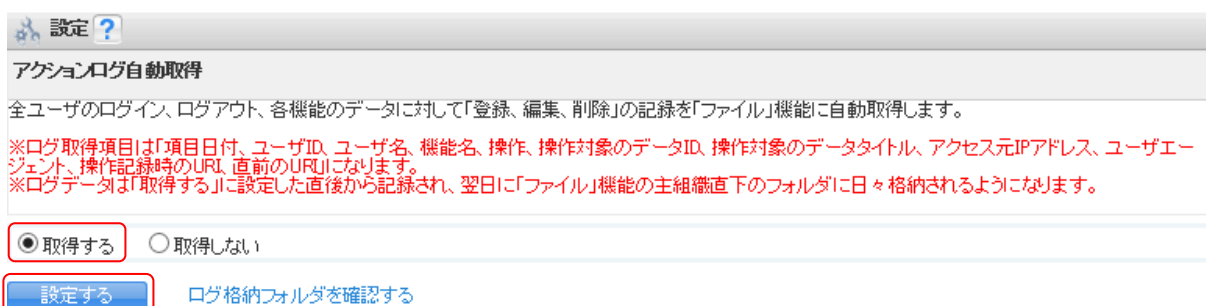 設定 ?
アクションログ自動取得
全ユーザのログイン、ログアウト、各機能のデータに対して「登録、編集、削除」の記録を「ファイル」機能に自動取得します。
※ログ取得項目は「項目日付、ユーザID、ユーザ名、機能名、操作、操作対象のデータID、操作対象のデータタイトル、アクセス元IPアドレス、ユーザエー
ジェント、操作記録時のURL、直前のURL」になります。
※ログデータは「取得する」に設定した直後から記録され、翌日に「ファイル」機能の主組織直下のフォルダに日々格納されるようになります。
取得する 取得しない
設定する ログ格納フォルダを確認する